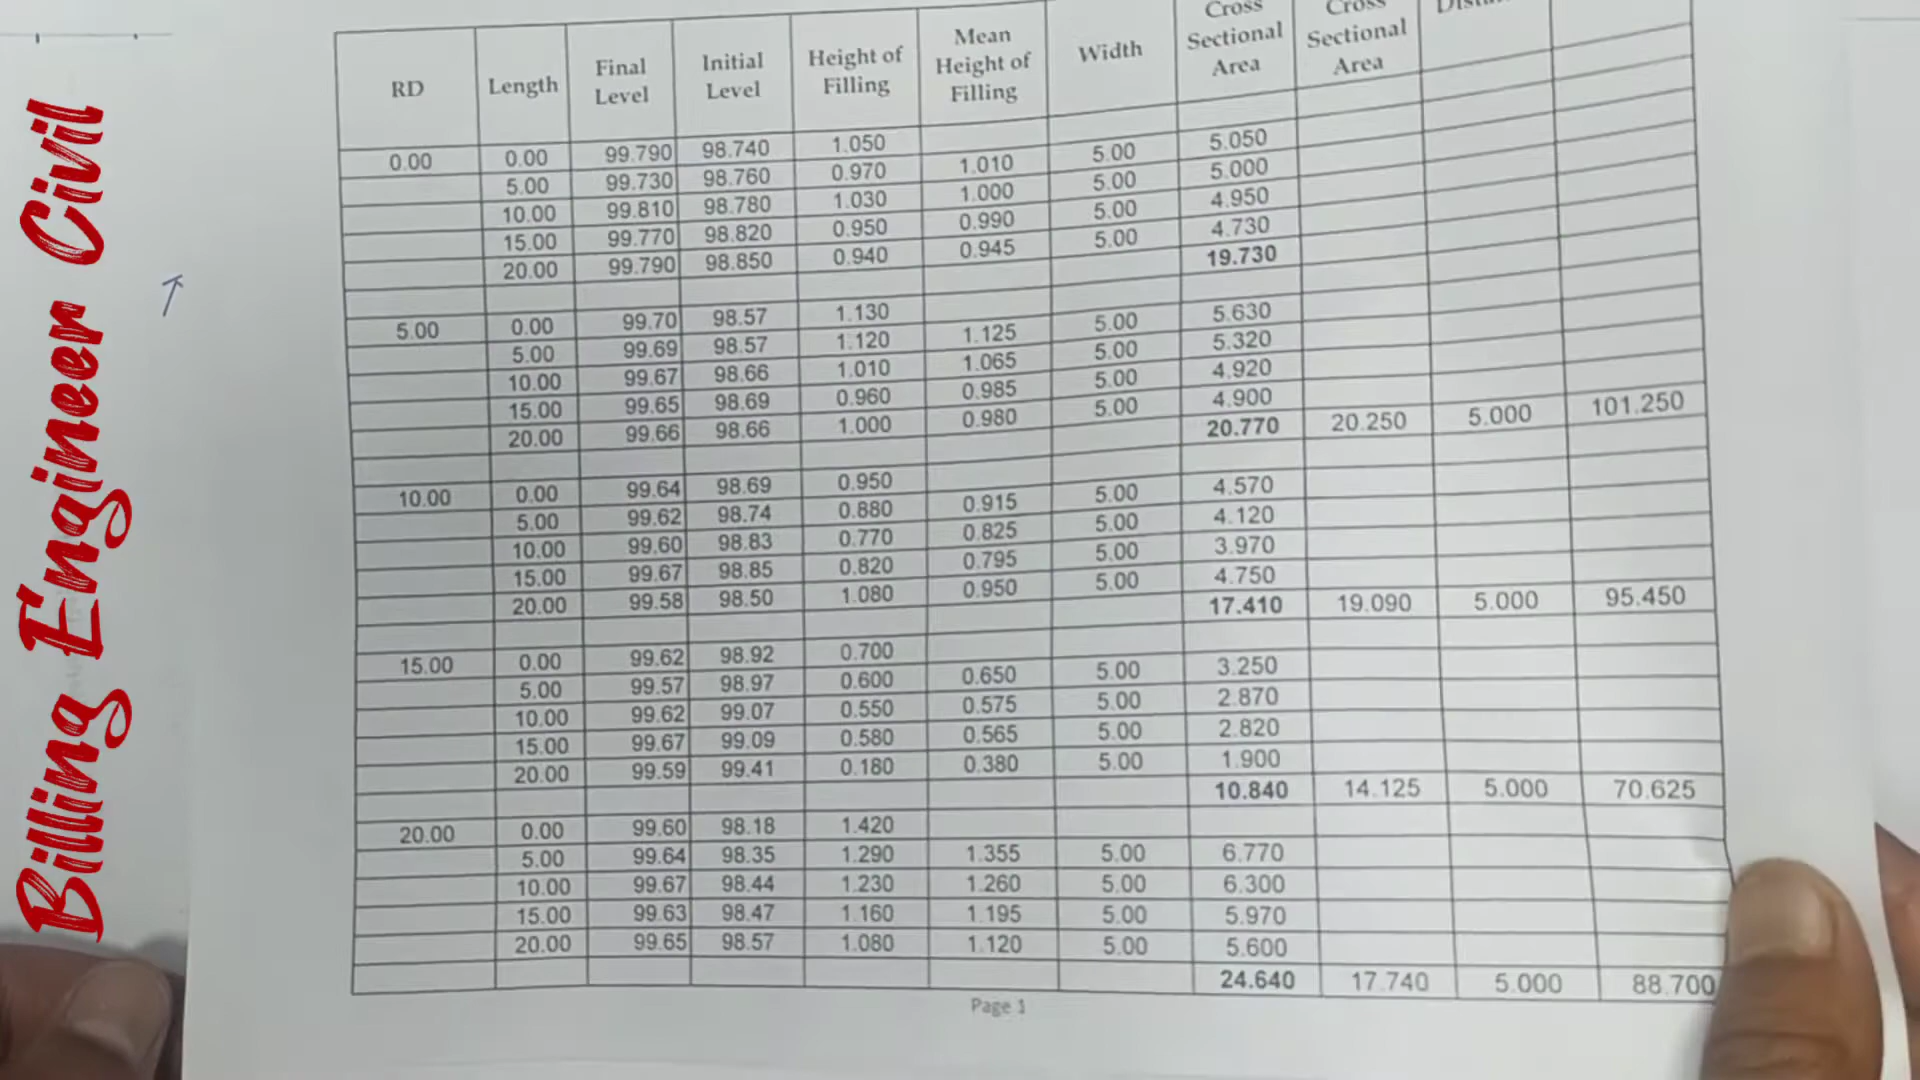 Billing Engineer Civil
RD Length Final Level Initial Level Height of Filling Mean Height of Filling Width Cross Sectional Area Cross Sectional Area
0.00 0.00 99.790 98.740 1.050
5.00 99.730 98.760 0.970 1.010 5.00 5.050
10.00 99.810 98.780 1.030 1.000 5.00 5.000
15.00 99.770 98.820 0.950 0.990 5.00 4.950
20.00 99.790 98.850 0.940 0.945 5.00 4.730
19.730
5.00 0.00 99.70 98.57 1.130
5.00 99.69 98.57 1.120 1.125 5.00 5.630
10.00 99.67 98.66 1.010 1.065 5.00 5.320
15.00 99.65 98.69 0.960 0.985 5.00 4.920
20.00 99.66 98.66 1.000 0.980 5.00 4.900
20.770 20.250 5.000 101.250
10.00 0.00 99.64 98.69 0.950
5.00 99.62 98.74 0.880 0.915 5.00 4.570
10.00 99.60 98.83 0.770 0.825 5.00 4.120
15.00 99.67 98.85 0.820 0.795 5.00 3.970
20.00 99.58 98.50 1.080 0.950 5.00 4.750
17.410 19.090 5.000 95.450
15.00 0.00 99.62 98.92 0.700
5.00 99.57 98.97 0.600 0.650 5.00 3.250
10.00 99.62 99.07 0.550 0.575 5.00 2.870
15.00 99.67 99.09 0.580 0.565 5.00 2.820
20.00 99.59 99.41 0.180 0.380 5.00 1.900
10.840 14.125 5.000 70.625
20.00 0.00 99.60 98.18 1.420
5.00 99.64 98.35 1.290 1.355 5.00 6.770
10.00 99.67 98.44 1.230 1.260 5.00 6.300
15.00 99.63 98.47 1.160 1.195 5.00 5.970
20.00 99.65 98.57 1.080 1.120 5.00 5.600
24.640 17.740 5.000 88.700
Page 1